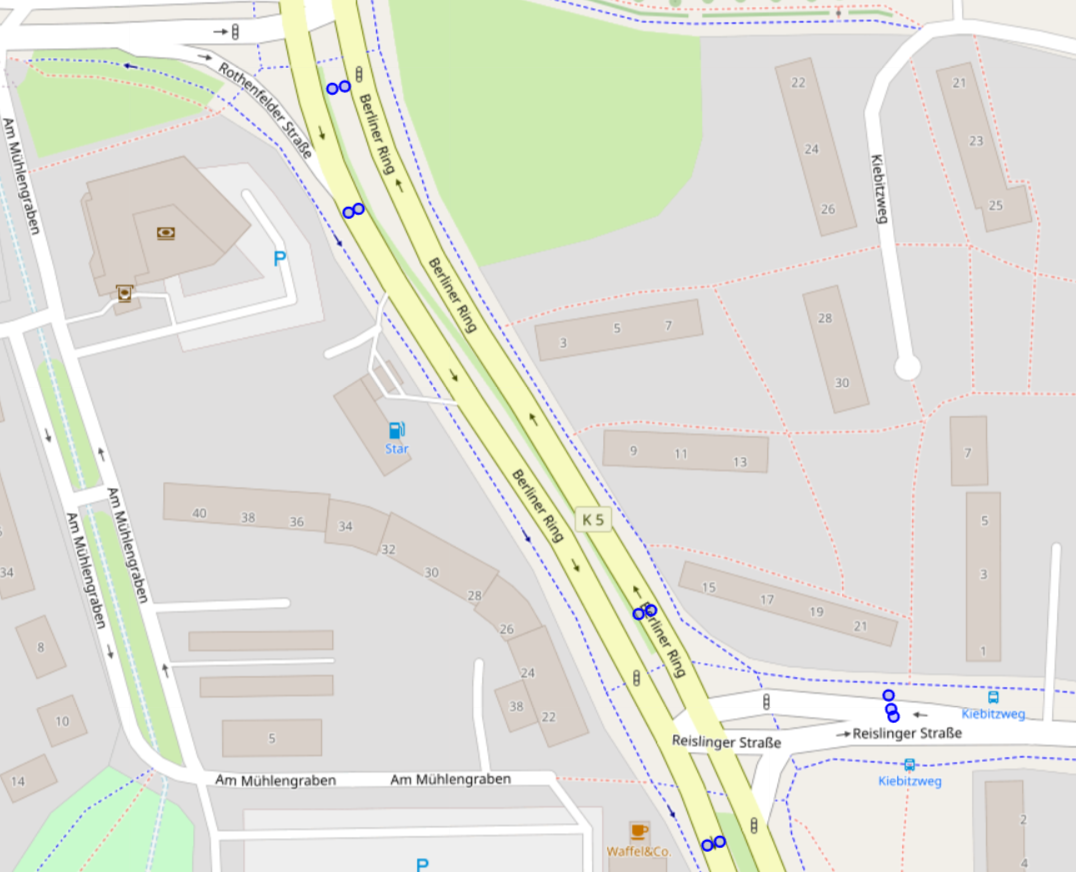 Rothenfelder Straße
Berliner Ring
Am Mühlengraben
22
24
26
21
23
25
Kiebitzweg
P
Berliner Ring
3
5
7
28
30
Star
9
11
13
7
40
38
36
34
32
30
28
26
24
22
38
Berliner Ring
K 5
5
3
1
Am Mühlengraben
Am Mühlengraben
34
8
10
14
5
15
17
19
21
Berliner Ring
Kiebitzweg
Reislinger Straße
Reislinger Straße
Kiebitzweg
Am Mühlengraben
Am Mühlengraben
2
4
Waffel&Co.
P